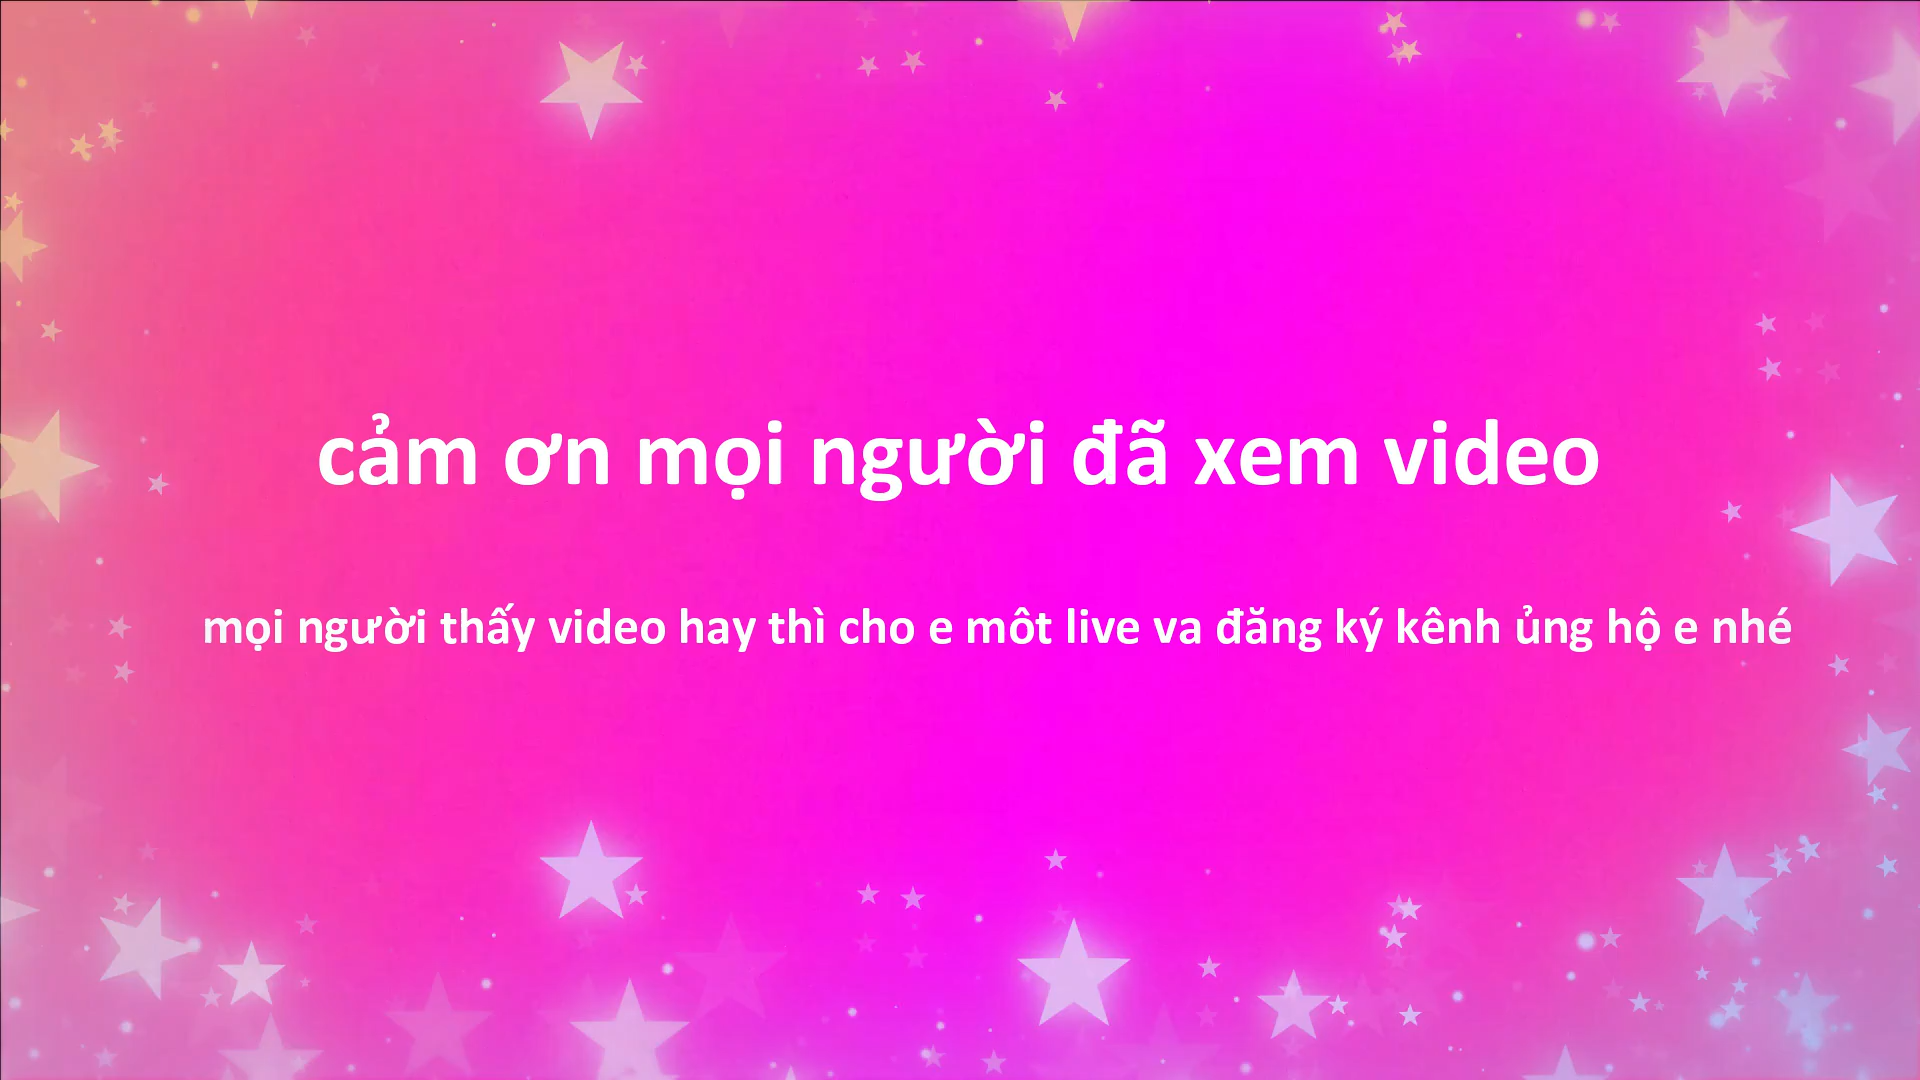 cảm ơn mọi người đã xem video
mọi người thấy video hay thì cho e môt live va đăng ký kênh ủng hộ e nhé